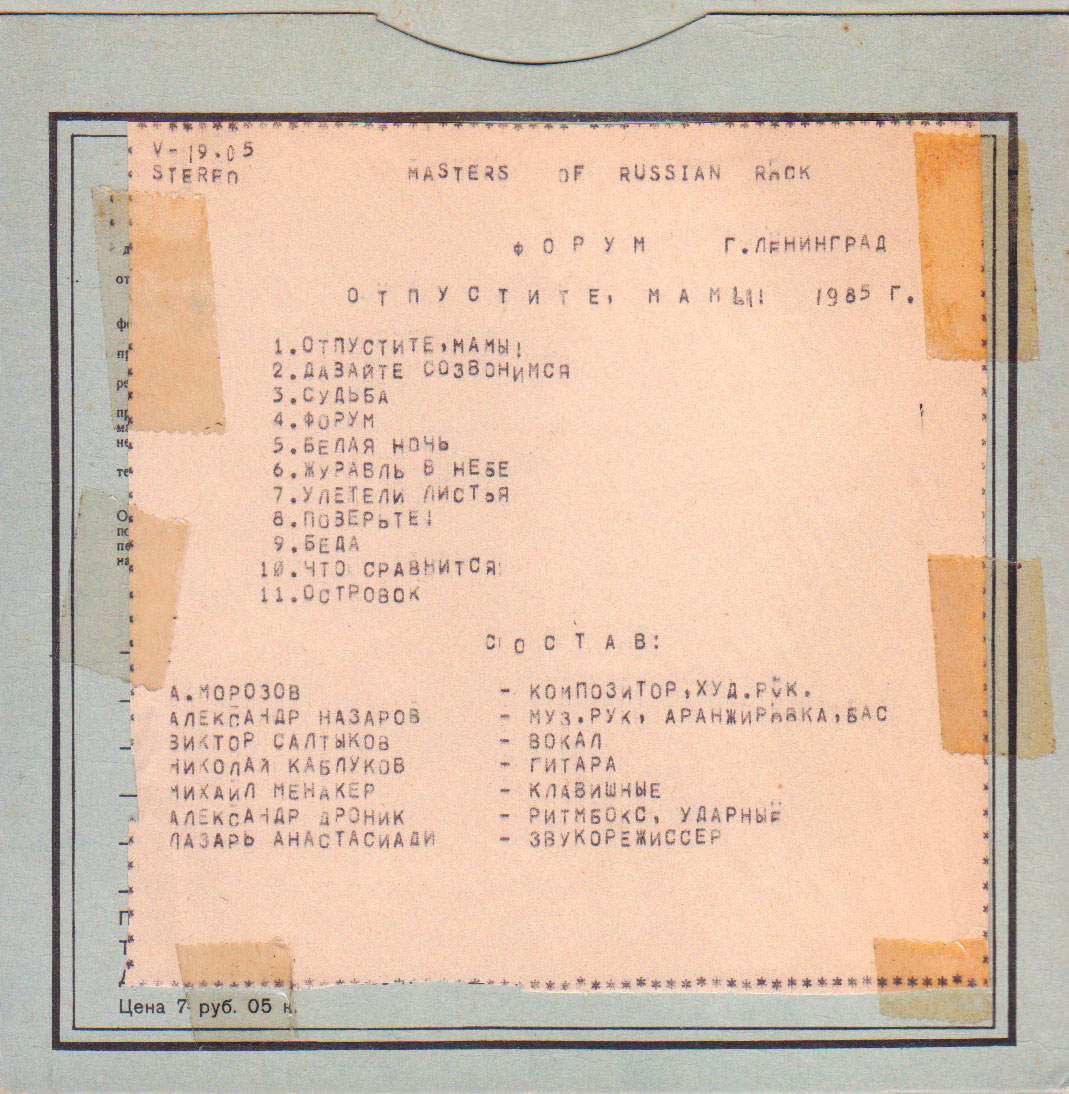 V-19.05
STEREO
MASTERS OF RUSSIAN ROCK
ФОРУМ Г.ЛЕНИНГРАД
ОТПУСТИТЕ, МАМЫ! 1985 Г.
1.ОТПУСТИТЕ,МАМЫ!
2.ДАВАЙТЕ СОЗВОНИМСЯ
3.СУДЬБА
4.ФОРУМ
5.БЕЛАЯ НОЧЬ
6.ЖУРАВЛЬ В НЕБЕ
7.УЛЕТЕЛИ ЛИСТЬЯ
8.ПОВЕРЬТЕ!
9.БЕДА
10.ЧТО СРАВНИТСЯ
11.ОСТРОВОК
СОСТАВ:
А.МОРОЗОВ - КОМПОЗИТОР,ХУД.РУК.
АЛЕКСАНДР НАЗАРОВ - МУЗ.РУК, АРАНЖИРОВКА,БАС
ВИКТОР САЛТЫКОВ - ВОКАЛ
НИКОЛАЙ КАБЛУКОВ - ГИТАРА
МИХАИЛ МЕНАКЕР - КЛАВИШНЫЕ
АЛЕКСАНДР ДРОНИК - РИТМБОКС, УДАРНЫЕ
ЛАЗАРЬ АНАСТАСИАДИ - ЗВУКОРЕЖИССЕР
Цена 7 руб. 05 к.